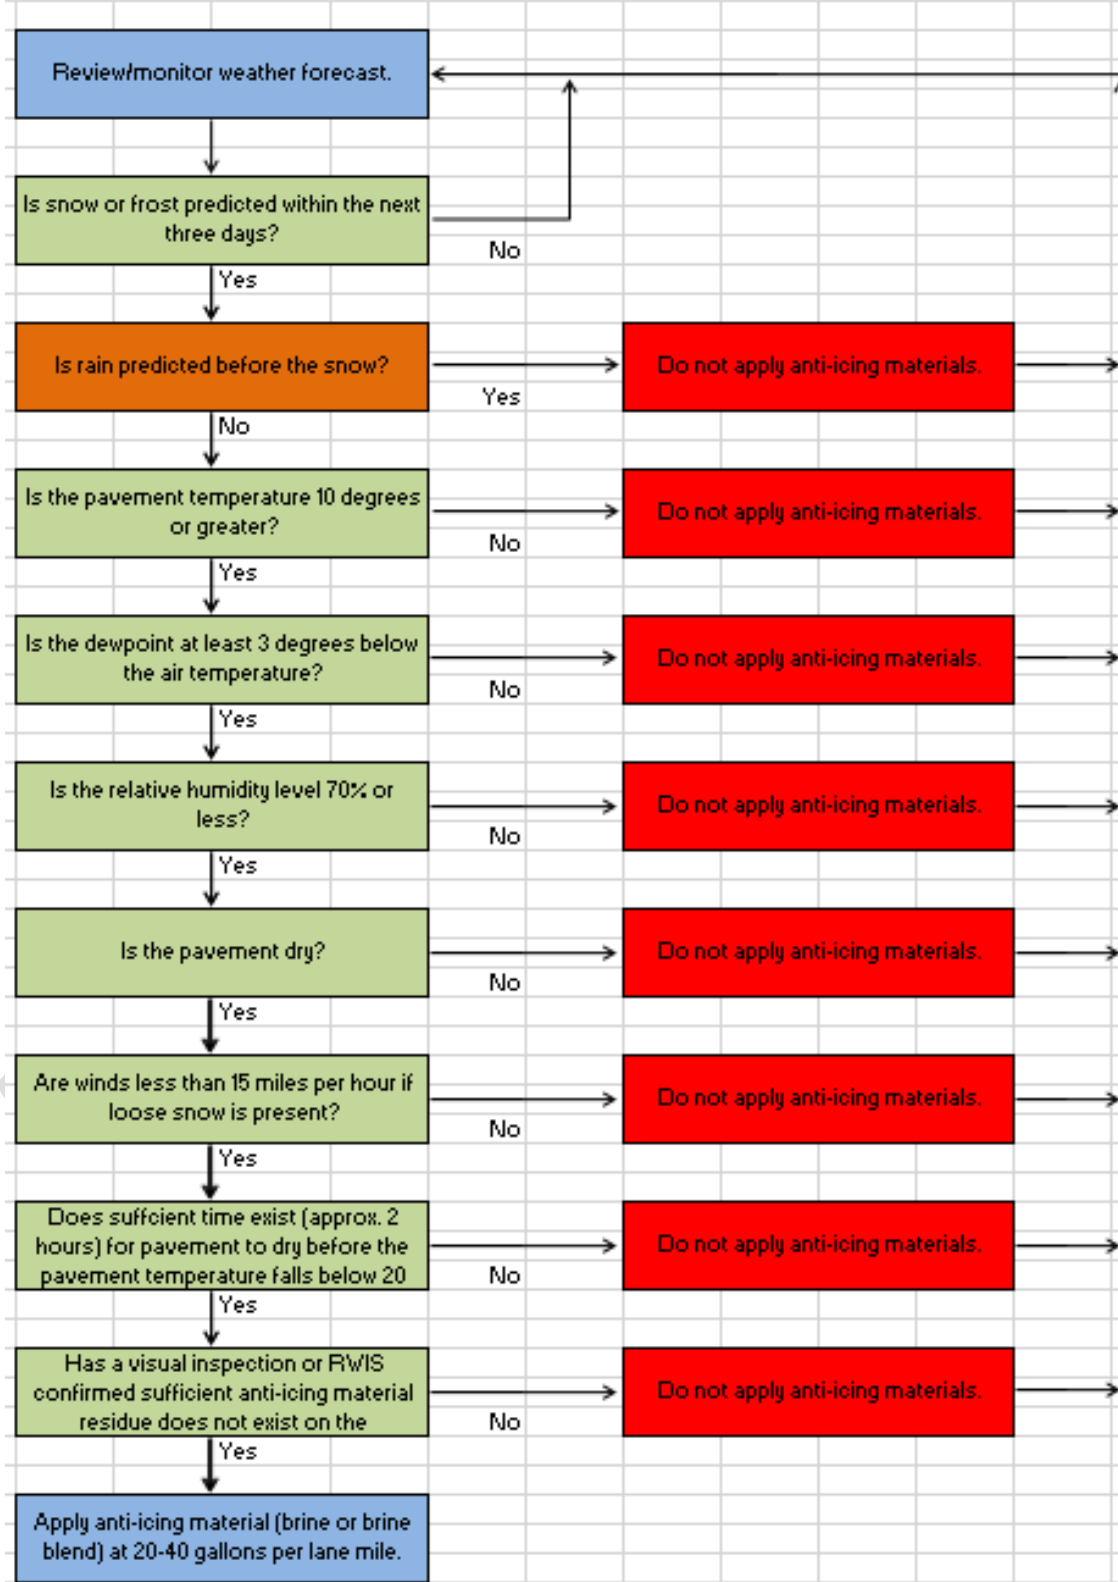 Review/monitor weather forecast.
Is snow or frost predicted within the next
three days?
No
Yes
Is rain predicted before the snow?
Do not apply anti-icing materials.
Yes
No
Is the pavement temperature 10 degrees
or greater?
Do not apply anti-icing materials.
No
Yes
Is the dewpoint at least 3 degrees below
the air temperature?
Do not apply anti-icing materials.
No
Yes
Is the relative humidity level 70% or
less?
Do not apply anti-icing materials.
No
Yes
Is the pavement dry?
Do not apply anti-icing materials.
No
Yes
Are winds less than 15 miles per hour if
loose snow is present?
Do not apply anti-icing materials.
No
Yes
Does suffcient time exist (approx. 2
hours) for pavement to dry before the
pavement temperature falls below 20
Do not apply anti-icing materials.
No
Yes
Has a visual inspection or RWIS
confirmed sufficient anti-icing material
residue does not exist on the
Do not apply anti-icing materials.
No
Yes
Apply anti-icing material (brine or brine
blend) at 20-40 gallons per lane mile.